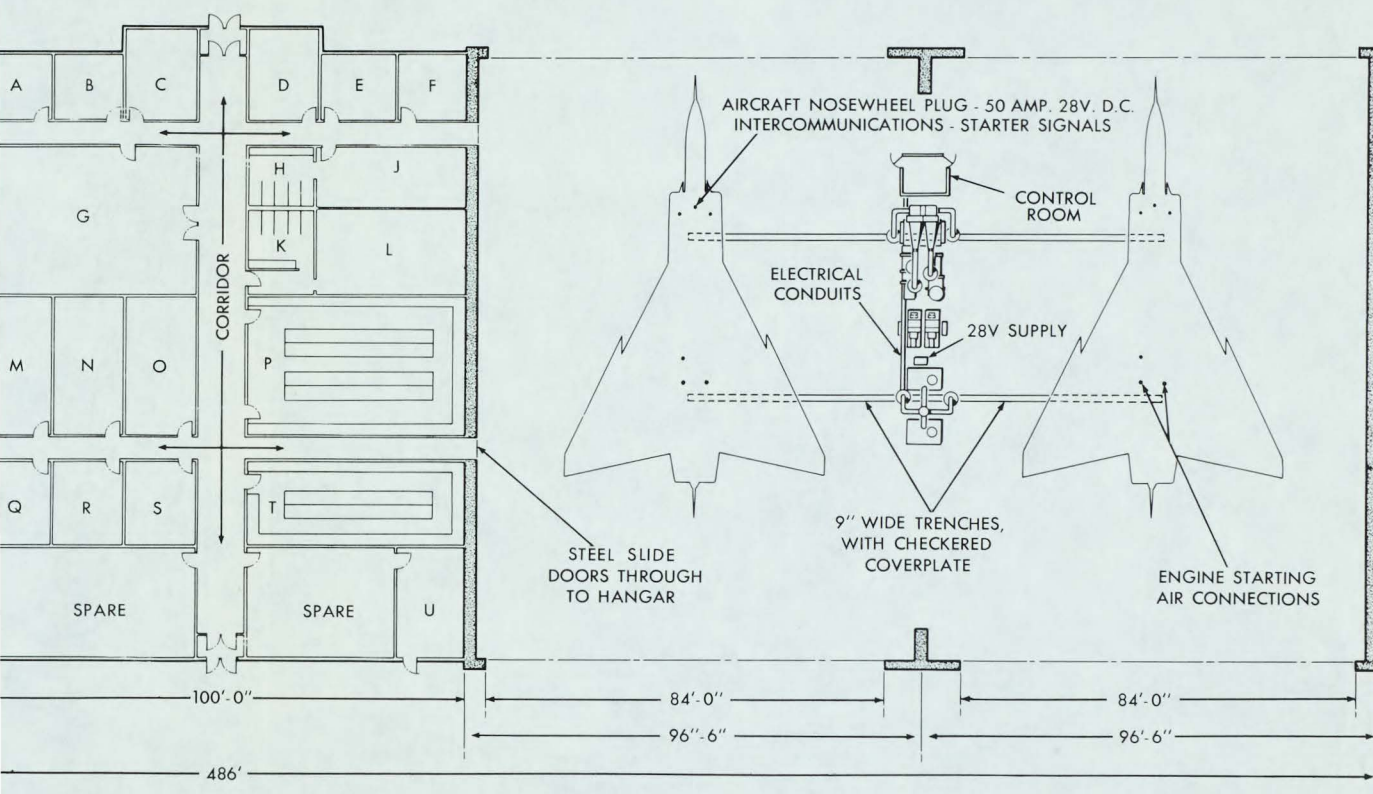 A
B
C
D
E
F
AIRCRAFT NOSEWHEEL PLUG - 50 AMP. 28V. D.C.
INTERCOMMUNICATIONS - STARTER SIGNALS
G
H
J
K
L
CORRIDOR
CONTROL
ROOM
ELECTRICAL
CONDUITS
28V SUPPLY
M
N
O
P
Q
R
S
T
9" WIDE TRENCHES,
WITH CHECKERED
COVERPLATE
STEEL SLIDE
DOORS THROUGH
TO HANGAR
ENGINE STARTING
AIR CONNECTIONS
SPARE
SPARE
U
100'-0"
84'-0"
84'-0"
96"-6"
96"-6"
486'